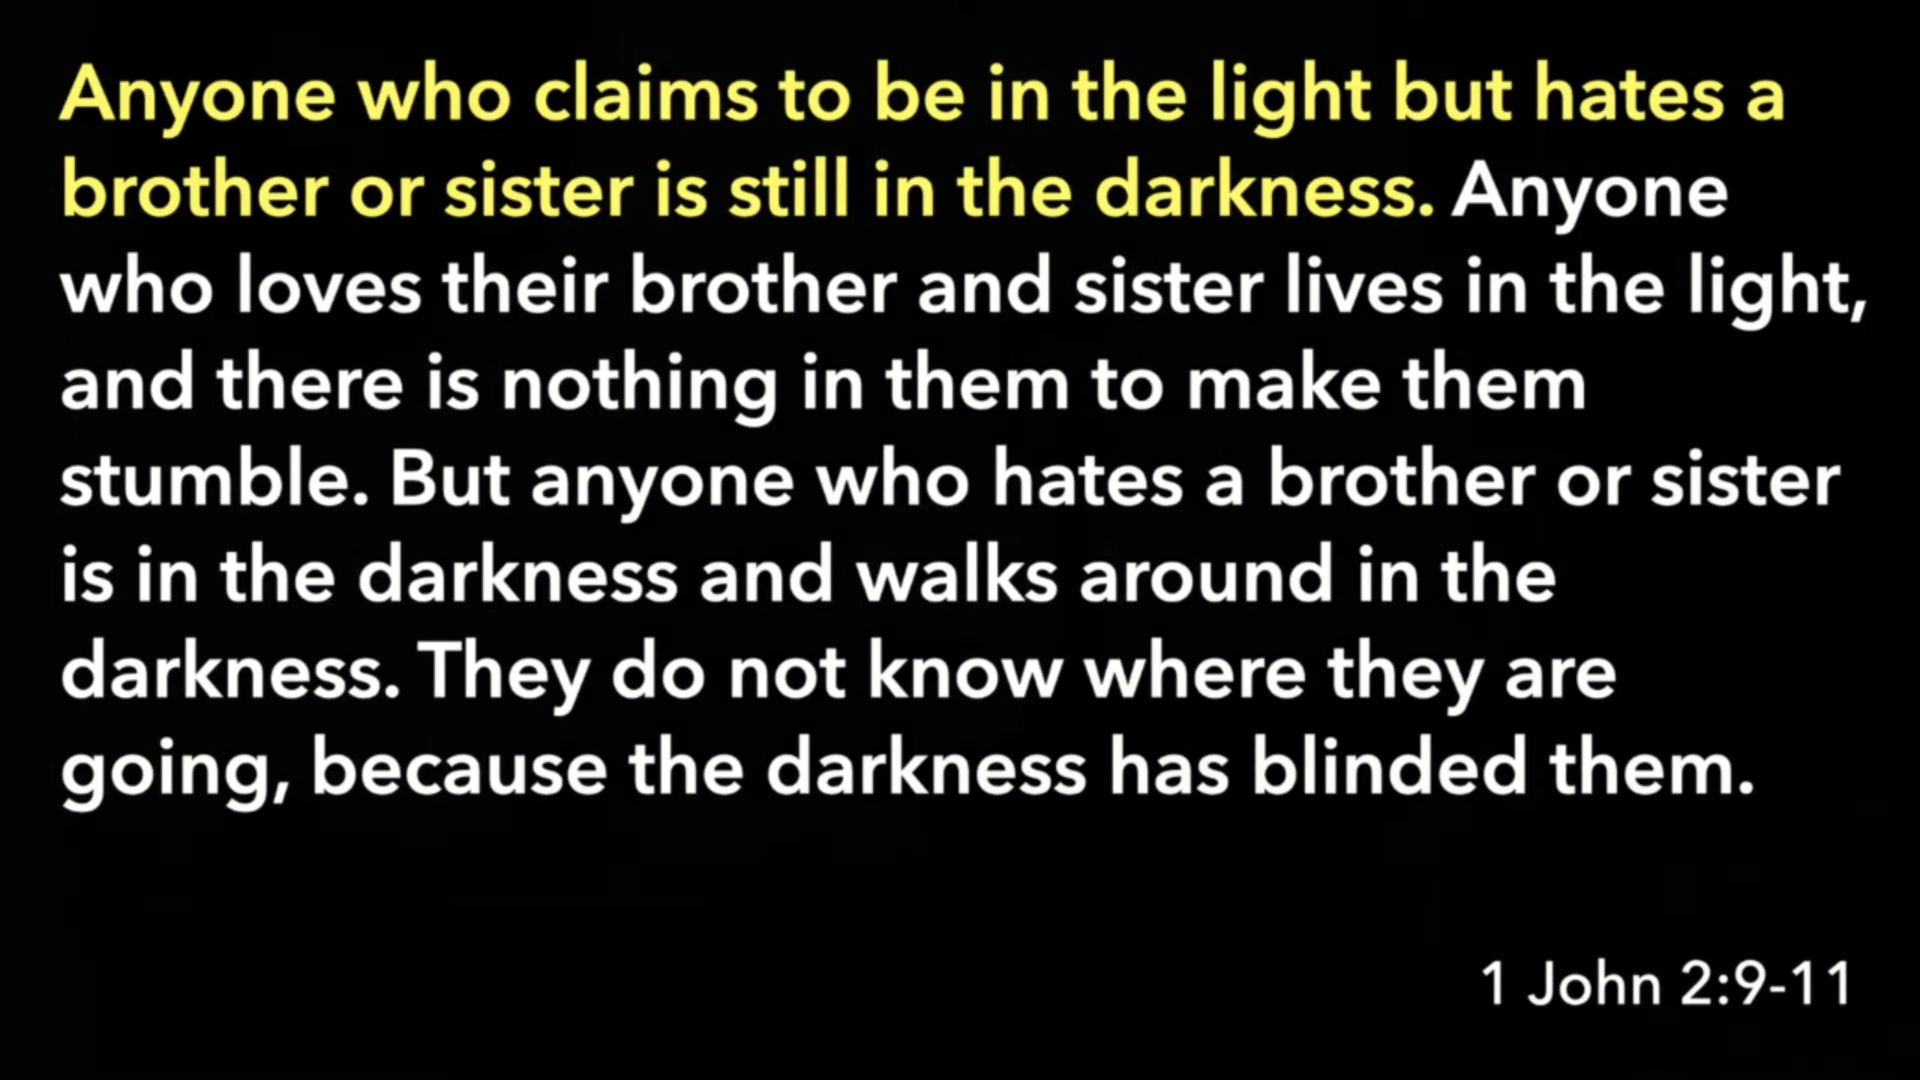 Anyone who claims to be in the light but hates a
brother or sister is still in the darkness. Anyone
who loves their brother and sister lives in the light,
and there is nothing in them to make them
stumble. But anyone who hates a brother or sister
is in the darkness and walks around in the
darkness. They do not know where they are
going, because the darkness has blinded them.
1 John 2:9-11